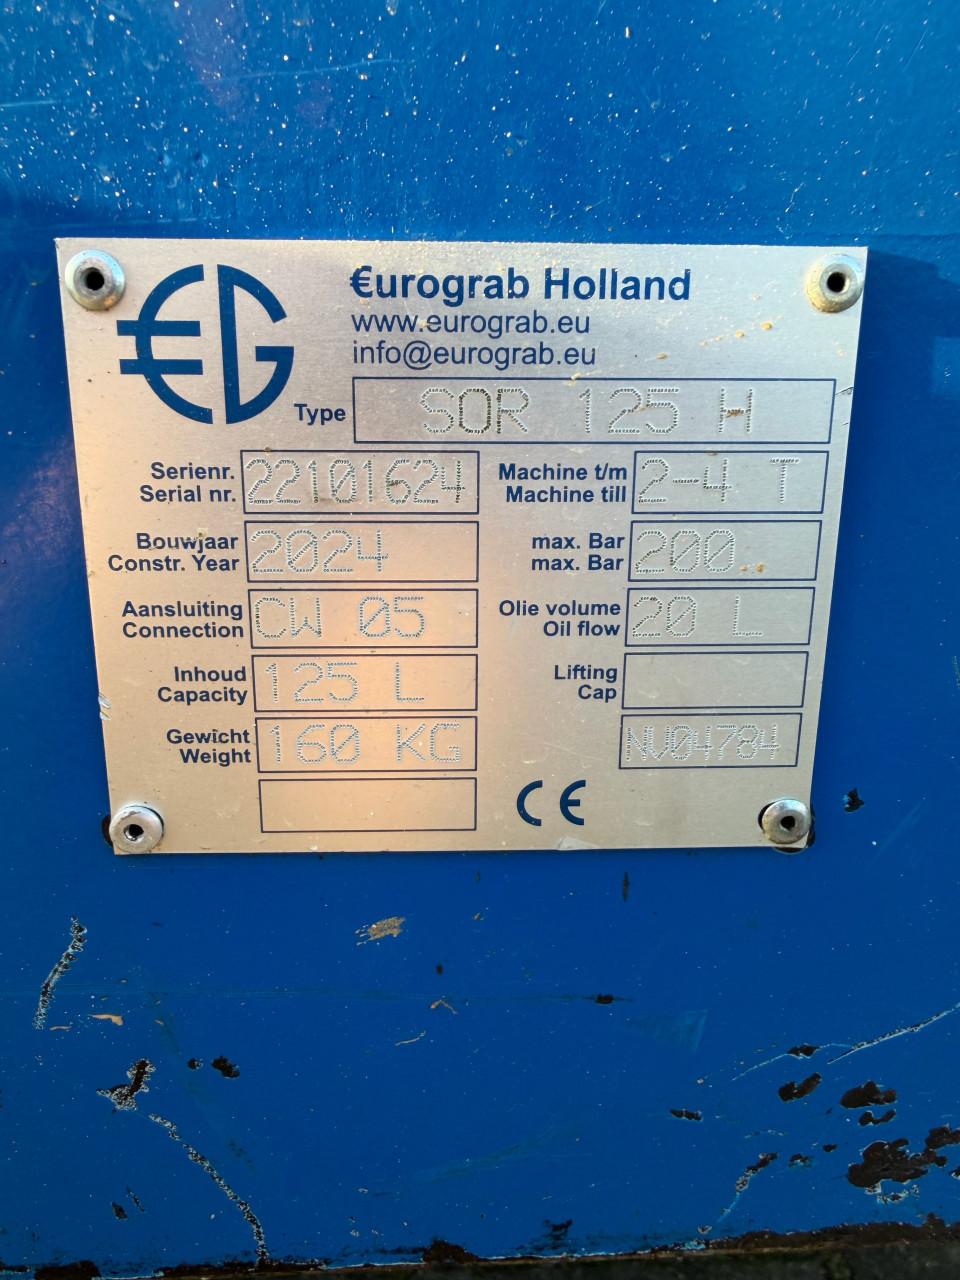 €G
€urograb Holland
www.eurograb.eu
info@eurograb.eu
Type SOR 125 H
Serienr.
Serial nr. 22101624
Machine t/m
Machine till 2-4 T
Bouwjaar
Constr. Year 2024
max. Bar
max. Bar 200
Aansluiting
Connection CW 05
Olie volume
Oil flow 20 L
Inhoud
Capacity 125 L
Lifting
Cap
Gewicht
Weight 160 KG
NV04784
CE